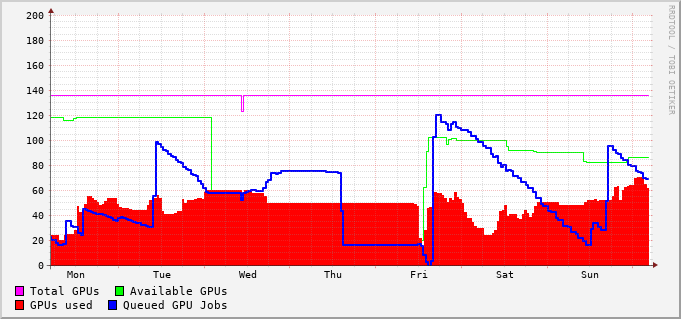 RRDTOOL / TOBI OETIKER
200
180
160
140
120
100
80
60
40
20
0
Mon Tue Wed Thu Fri Sat Sun
Total GPUs Available GPUs
GPUs used Queued GPU Jobs